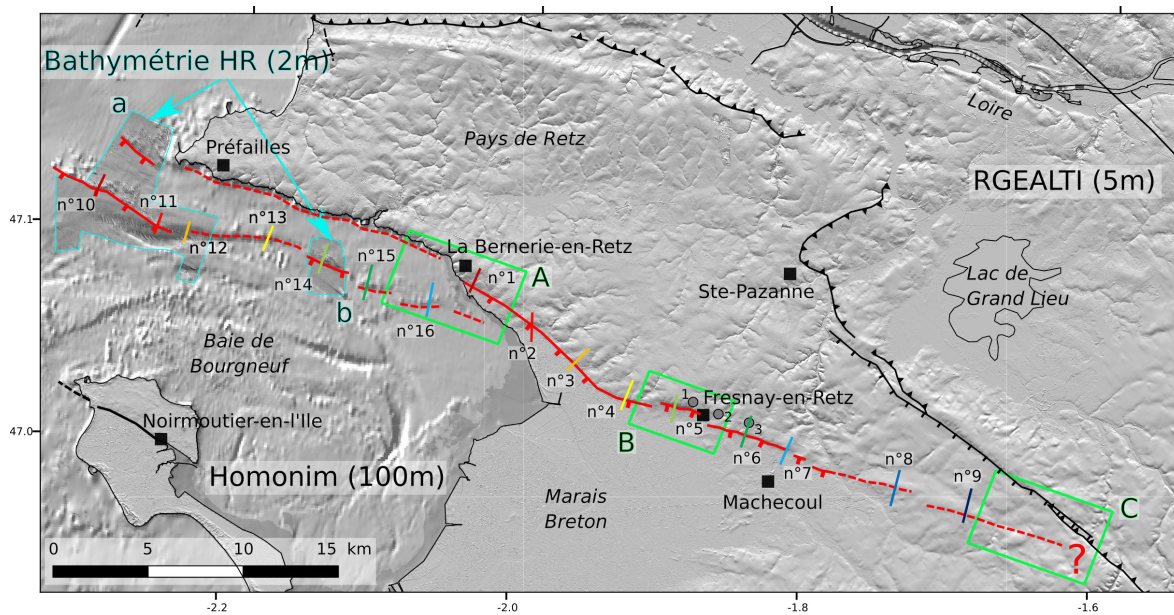 Bathymétrie HR (2m)
a
Préfailles
Pays de Retz
Loire
RGEALTI (5m)
47.1
n°10
n°11
n°12
n°13
n°14
n°15
n°16
b
La Bernerie-en-Retz
n°1
A
Ste-Pazanne
Lac de
Grand Lieu
n°2
n°3
Baie de
Bourgneuf
n°4
B
1
Fresnay-en-Retz
2
n°5
3
n°6
n°7
n°8
n°9
C
?
47.0
Noirmoutier-en-l'Ile
Homonim (100m)
Marais
Breton
Machecoul
0 5 10 15 km
-2.2 -2.0 -1.8 -1.6